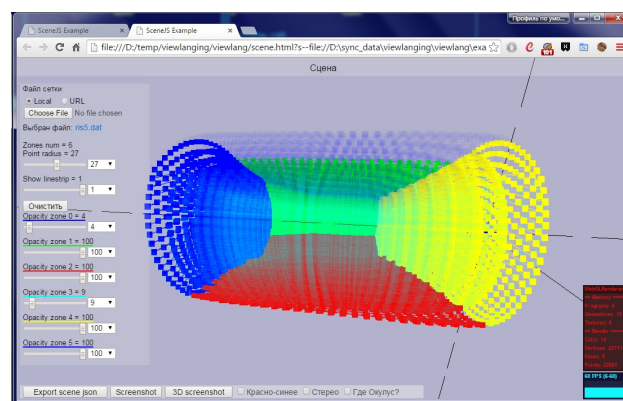 Профиль по умо...
SceneJS Example
SceneJS Example
file:///D:/temp/viewlanging/viewlang/scene.html?s--file://D:\sync_data\viewlanging\viewlang\exa
101
Сцена
Файл сетки
Local URL
Choose File No file chosen
Выбран файл: ris5.dat
Zones num = 6
Point radius = 27
27
Show linestrip = 1
1
Очистить
Opacity zone 0 = 4
4
Opacity zone 1 = 100
100
Opacity zone 2 = 100
100
Opacity zone 3 = 9
9
Opacity zone 4 = 100
100
Opacity zone 5 = 100
100
60 FPS (6-60)
Export scene json Screenshot 3D screenshot Красно-синее Стерео Где Окулус?